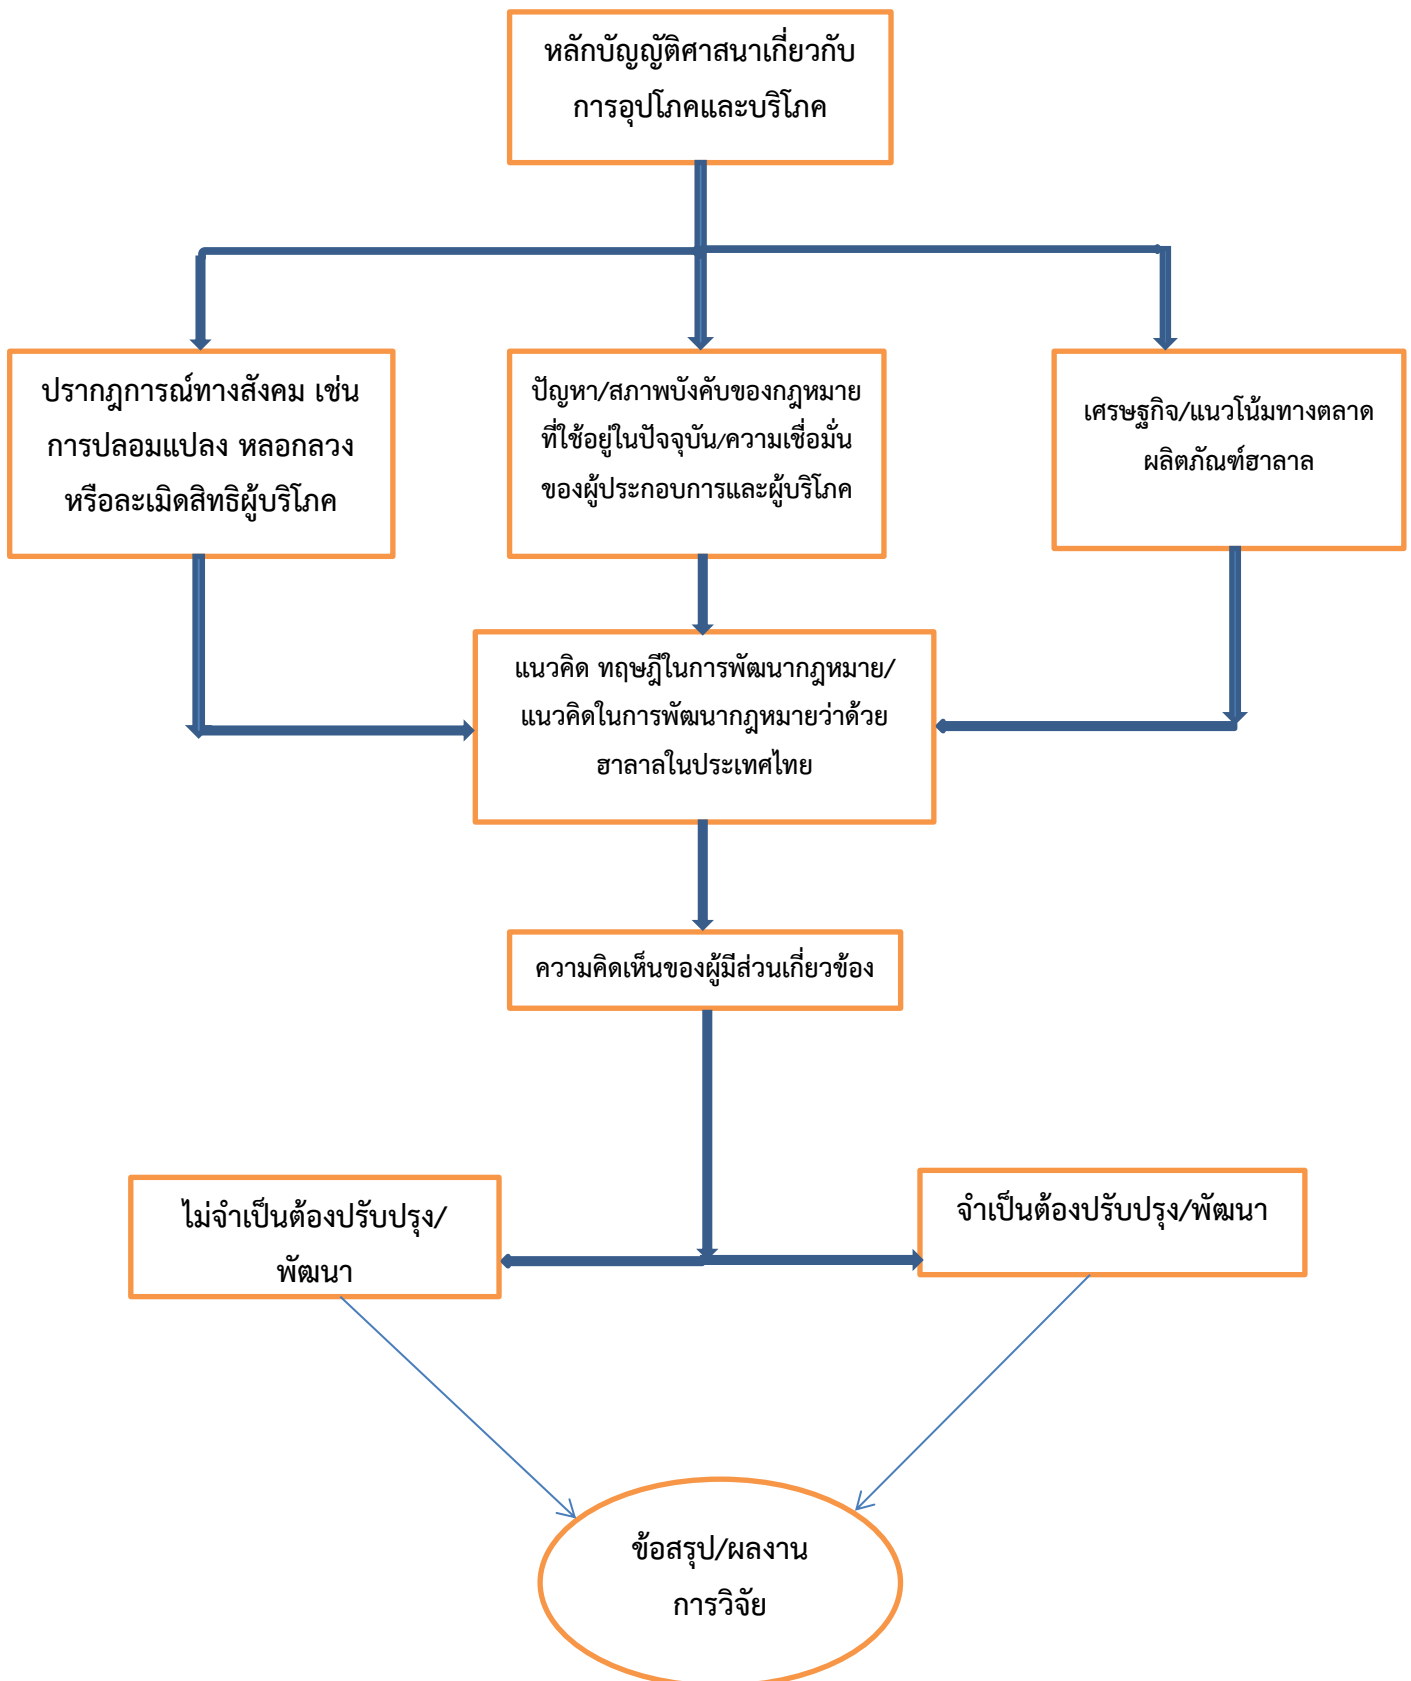 หลักบัญญัติศาสนาเกี่ยวกับ
การอุปโภคและบริโภค
ปรากฎการณ์ทางสังคม เช่น
การปลอมแปลง หลอกลวง
หรือละเมิดสิทธิผู้บริโภค
ปัญหา/สภาพบังคับของกฎหมาย
ที่ใช้อยู่ในปัจจุบัน/ความเชื่อมั่น
ของผู้ประกอบการและผู้บริโภค
เศรษฐกิจ/แนวโน้มทางตลาด
ผลิตภัณฑ์ฮาลาล
แนวคิด ทฤษฎีในการพัฒนากฎหมาย/
แนวคิดในการพัฒนากฎหมายว่าด้วย
ฮาลาลในประเทศไทย
ความคิดเห็นของผู้มีส่วนเกี่ยวข้อง
ไม่จำเป็นต้องปรับปรุง/
พัฒนา
จำเป็นต้องปรับปรุง/พัฒนา
ข้อสรุป/ผลงาน
การวิจัย